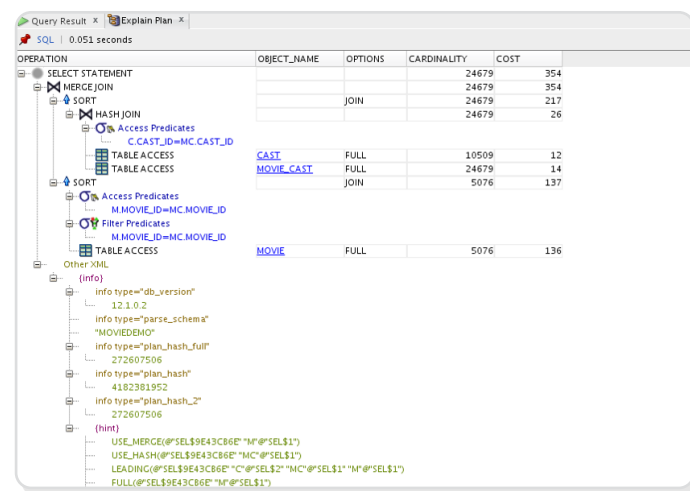 Query Result x Explain Plan x
SQL | 0.051 seconds
OPERATION OBJECT_NAME OPTIONS CARDINALITY COST
SELECT STATEMENT 24679 354
MERGE JOIN 24679 354
SORT JOIN 24679 217
HASH JOIN 24679 26
Access Predicates
C.CAST_ID=MC.CAST_ID
TABLE ACCESS CAST FULL 10509 12
TABLE ACCESS MOVIE_CAST FULL 24679 14
SORT JOIN 5076 137
Access Predicates
M.MOVIE_ID=MC.MOVIE_ID
Filter Predicates
M.MOVIE_ID=MC.MOVIE_ID
TABLE ACCESS MOVIE FULL 5076 136
Other XML
{info}
info type="db_version"
12.1.0.2
info type="parse_schema"
"MOVIEDEMO"
info type="plan_hash_full"
272607506
info type="plan_hash"
4182381952
info type="plan_hash_2"
272607506
{hint}
USE_MERGE(@"SEL$9E43CB6E" "M"@"SEL$1")
USE_HASH(@"SEL$9E43CB6E" "MC"@"SEL$1")
LEADING(@"SEL$9E43CB6E" "C"@"SEL$2" "MC"@"SEL$1" "M"@"SEL$1")
FULL(@"SEL$9E43CB6E" "M"@"SEL$1")